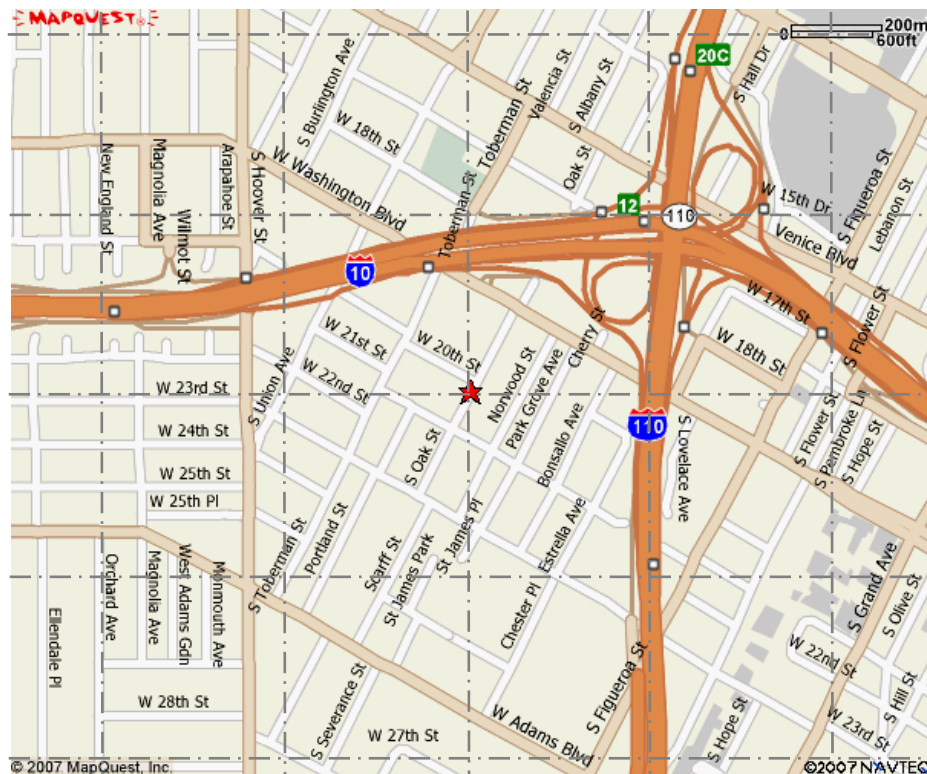 MAPQUEST
200m
600ft
20C
S Hall Dr
S Burlington Ave
Valencia St
S Albany St
Toberman St
W 18th St
Oak St
New England St
Magnolia Ave
Arapahoe St
S Hoover St
W Washington Blvd
Toberman St
12
110
W 15th Dr
S Figueroa St
Lebanon St
Venice Blvd
Wilmot St
10
W 17th St
S Flower St
W 18th St
W 21st St
W 20th St
Cherry St
W 22nd St
Norwood St
Park Grove Ave
W 23rd St
S Union Ave
W 24th St
110
S Lovelace Ave
S Flower St
S Pembroke Ln
S Hope St
S Oak St
Bonsallo Ave
W 25th St
W 25th Pl
St James Pl
Estrella Ave
S Toberman St
Portland St
Scarff St
St James Park
Chester Pl
Orchard Ave
Magnolia Ave
West Adams Gdn
Monmouth Ave
Ellendale Pl
S Grand Ave
S Olive St
W 22nd St
S Hill St
W 28th St
S Severance St
W 27th St
W Adams Blvd
S Figueroa St
S Hope St
W 23rd St
© 2007 MapQuest, Inc.
©2007 NAVTEQ